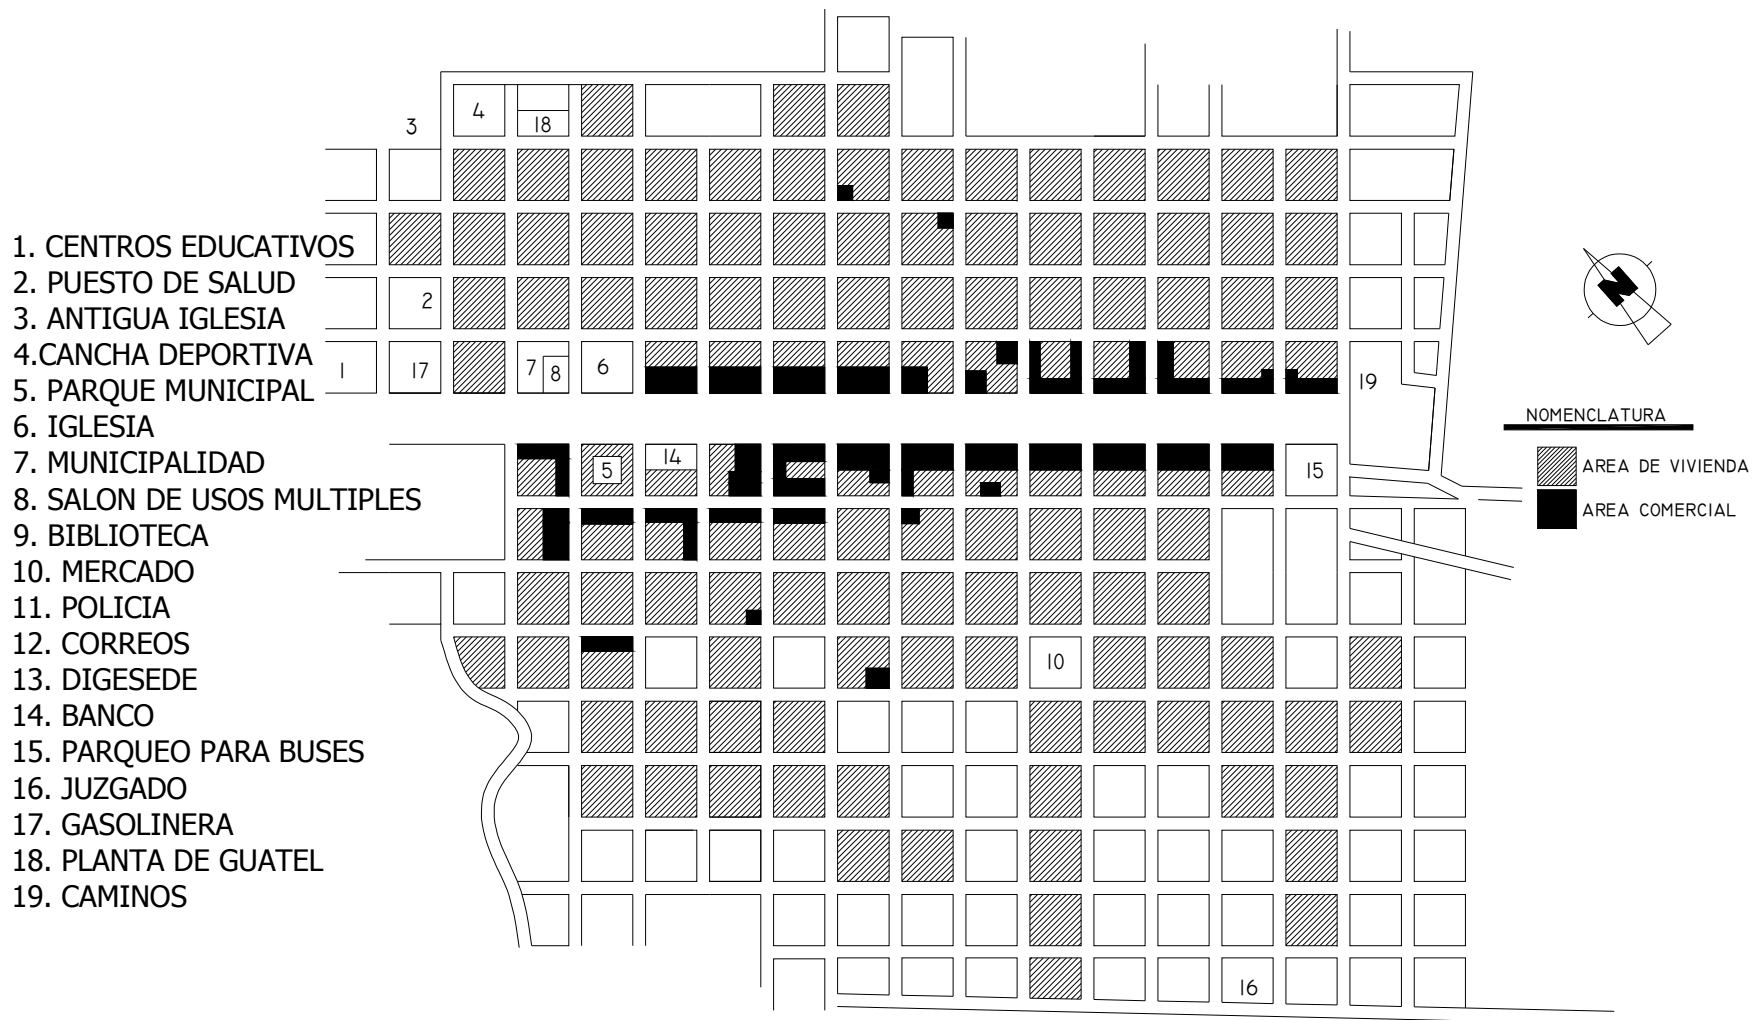 1. CENTROS EDUCATIVOS
2. PUESTO DE SALUD
3. ANTIGUA IGLESIA
4.CANCHA DEPORTIVA
5. PARQUE MUNICIPAL
6. IGLESIA
7. MUNICIPALIDAD
8. SALON DE USOS MULTIPLES
9. BIBLIOTECA
10. MERCADO
11. POLICIA
12. CORREOS
13. DIGESEDE
14. BANCO
15. PARQUEO PARA BUSES
16. JUZGADO
17. GASOLINERA
18. PLANTA DE GUATEL
19. CAMINOS
3
4
18
2
1
17
7
8
6
19
5
14
15
10
16
N
NOMENCLATURA
AREA DE VIVIENDA
AREA COMERCIAL